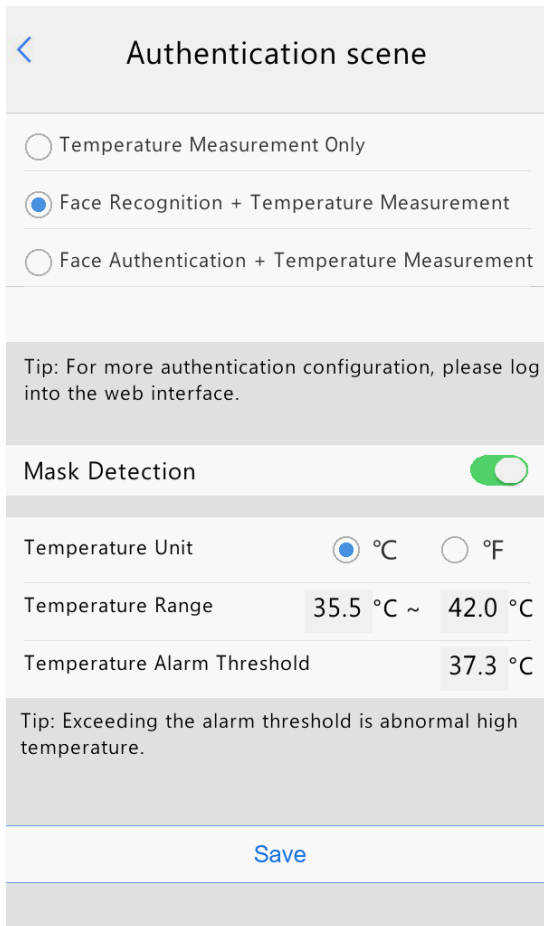 Authentication scene
Temperature Measurement Only
Face Recognition + Temperature Measurement
Face Authentication + Temperature Measurement
Tip: For more authentication configuration, please log
into the web interface.
Mask Detection
Temperature Unit °C °F
Temperature Range 35.5 °C ~ 42.0 °C
Temperature Alarm Threshold 37.3 °C
Tip: Exceeding the alarm threshold is abnormal high
temperature.
Save